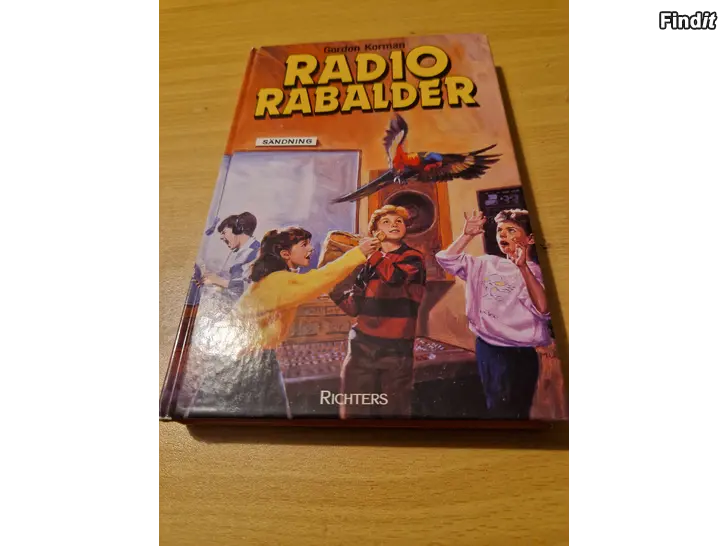 Findit
Gordon Korman
RADIO
RABALDER
SÄNDNING
RICHTERS